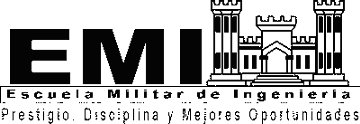 EMI
Escuela Militar de Ingeniería
Prestigio, Disciplina y Mejores Oportunidades